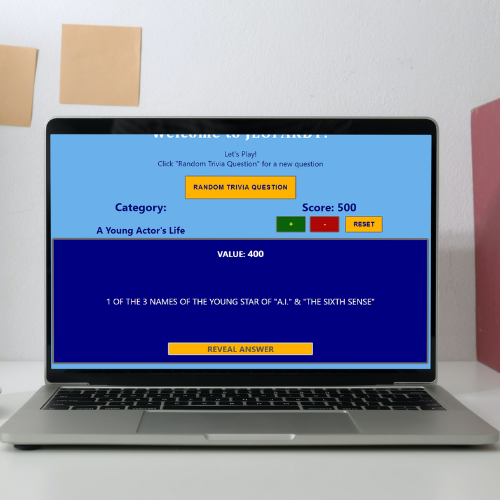 Welcome to JEOPARDY!
Let's Play!
Click "Random Trivia Question" for a new question
RANDOM TRIVIA QUESTION
Category: Score: 500
+ - RESET
A Young Actor's Life
VALUE: 400
1 OF THE 3 NAMES OF THE YOUNG STAR OF "A.I." & "THE SIXTH SENSE"
REVEAL ANSWER